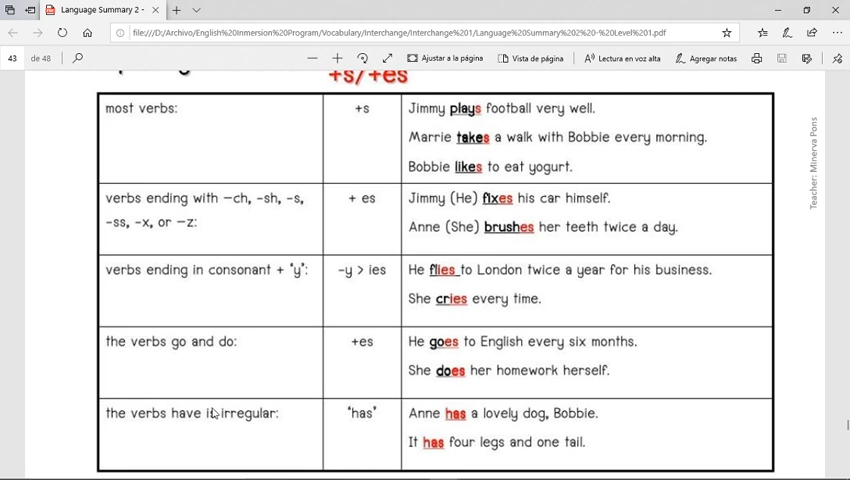 Language Summary 2 -
file:///D:/Archivo/English%20Inmersion%20Program/Vocabulary/Interchange/Interchange%201/Language%20Summary%202%20-%20Level%201.pdf
43 de 48 Ajustar a la página Vista de página Lectura en voz alta Agregar notas
+s/+es
most verbs: +s Jimmy plays football very well.
Marrie takes a walk with Bobbie every morning.
Bobbie likes to eat yogurt.
verbs ending with –ch, -sh, -s, + es Jimmy (He) fixes his car himself.
-ss, -x, or –z: Anne (She) brushes her teeth twice a day.
verbs ending in consonant + 'y': -y > ies He flies to London twice a year for his business.
She cries every time.
the verbs go and do: +es He goes to English every six months.
She does her homework herself.
the verbs have is irregular: 'has' Anne has a lovely dog, Bobbie.
It has four legs and one tail.
Teacher: Minerva Pons